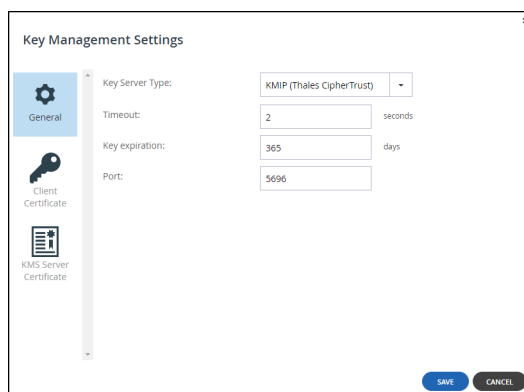 Key Management Settings
General
Client
Certificate
KMS Server
Certificate
Key Server Type: KMIP (Thales CipherTrust)
Timeout: 2 seconds
Key expiration: 365 days
Port: 5696
SAVE CANCEL